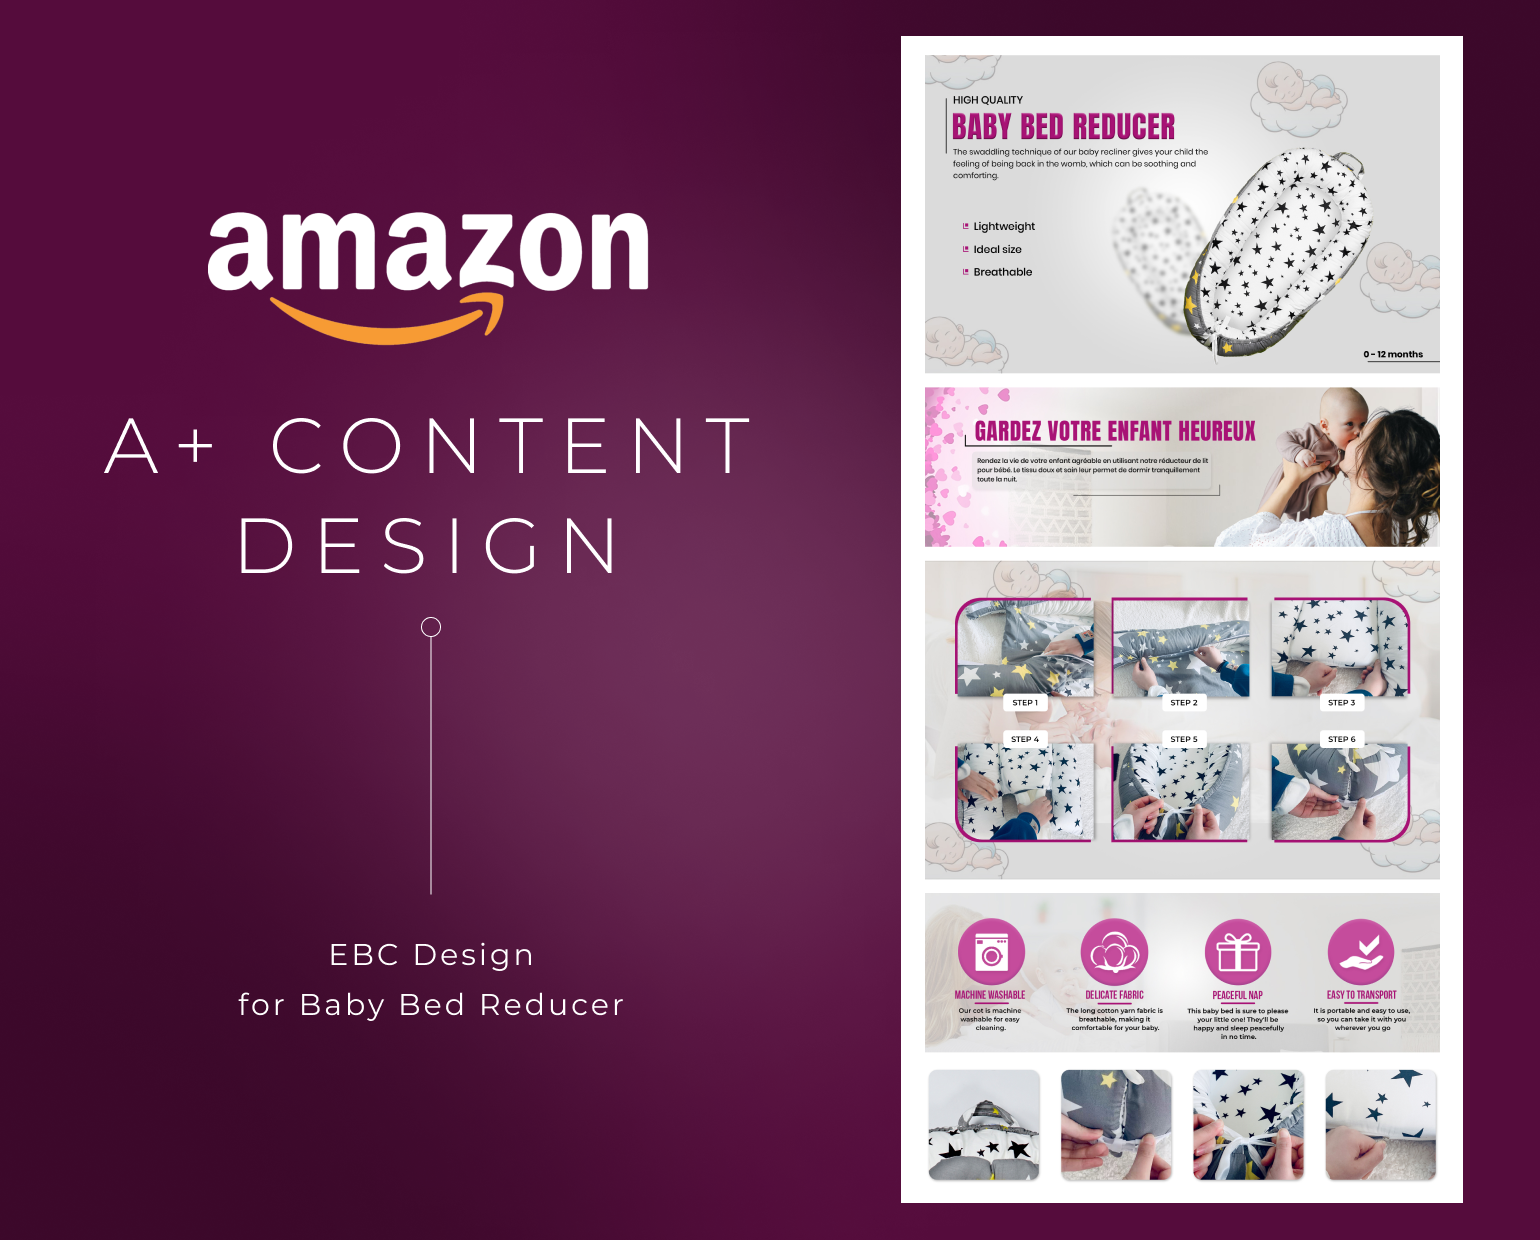 amazon
A+ CONTENT
DESIGN
EBC Design
for Baby Bed Reducer
HIGH QUALITY
BABY BED REDUCER
The swaddling technique of our baby recliner gives your child the
feeling of being back in the womb, which can be soothing and
comforting.
Lightweight
Ideal size
Breathable
0 - 12 months
GARDEZ VOTRE ENFANT HEUREUX
Rendez la vie de votre enfant agréable en utilisant notre réducteur de lit
pour bébé. Le tissu doux et sain leur permet de dormir tranquillement
toute la nuit.
STEP 1
STEP 2
STEP 3
STEP 4
STEP 5
STEP 6
MACHINE WASHABLE
Our cot is machine
washable for easy
cleaning.
DELICATE FABRIC
The long cotton yarn fabric is
breathable, making it
comfortable for your baby.
PEACEFUL NAP
This baby bed is sure to please
your little one! They'll be
happy and sleep peacefully
in no time.
EASY TO TRANSPORT
It is portable and easy to use,
so you can take it with you
wherever you go